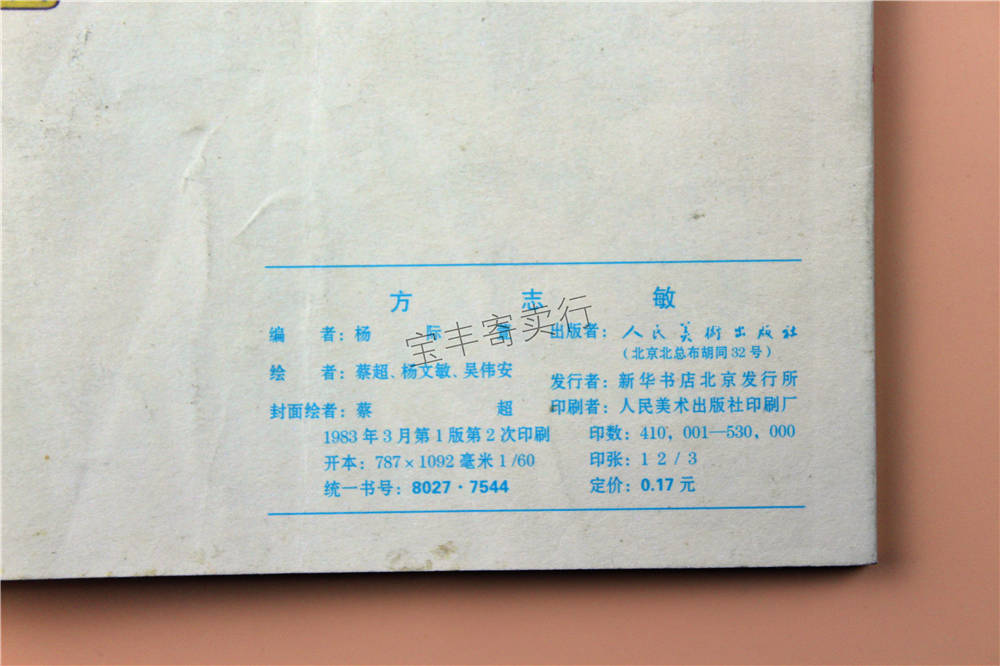 方 志 敏
编 者：杨 际
绘 者：蔡超、杨文敏、吴伟安
封面绘者：蔡 超
1983年3月第1版第2次印刷
开本：787×1092毫米1/60
统一书号：8027·7544
出版者：人民美術出版社
（北京北总布胡同32号）
发行者：新华书店北京发行所
印刷者：人民美术出版社印刷厂
印数：410，001—530，000
印张：1 2 / 3
定价：0.17元
宝丰寄卖行